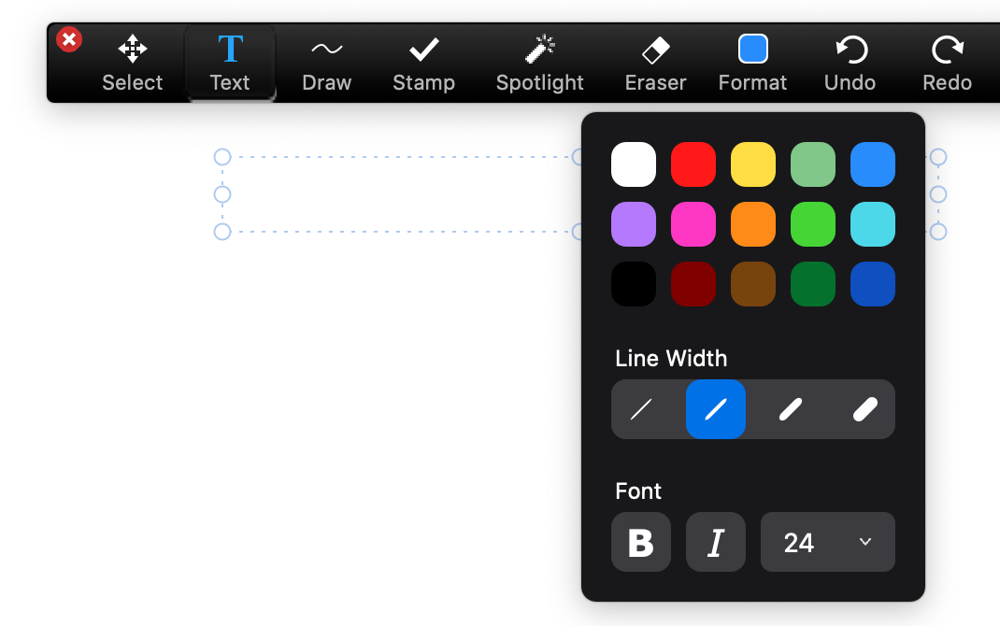 Select Text Draw Stamp Spotlight Eraser Format Undo Redo
Line Width
Font
B I 24